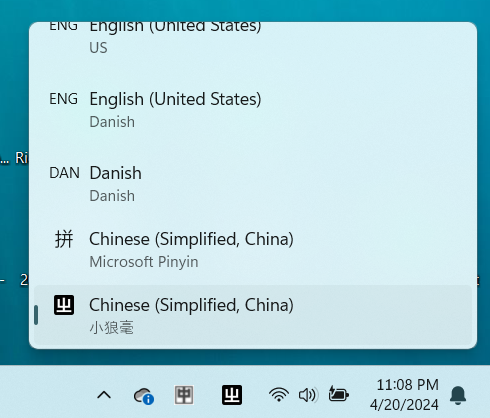 ENG English (United States)
US
ENG English (United States)
Danish
DAN Danish
Danish
拼 Chinese (Simplified, China)
Microsoft Pinyin
Chinese (Simplified, China)
小狼毫
... Ri
2
中
11:08 PM
4/20/2024